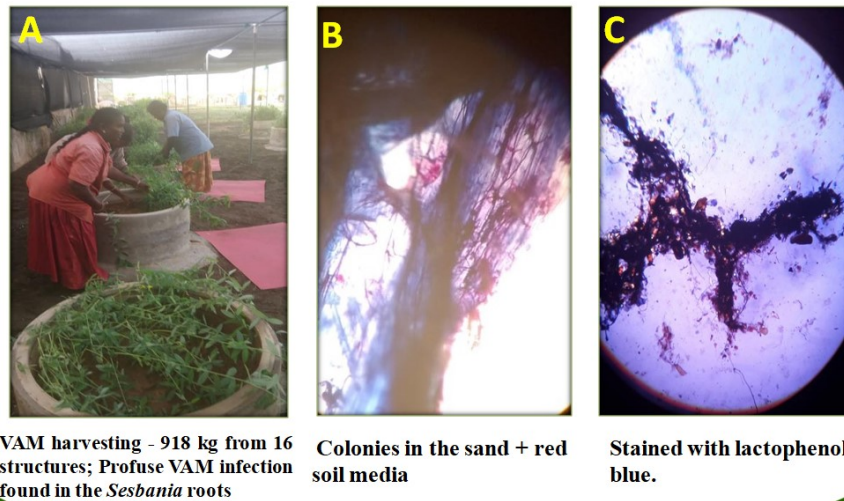 A
B
C
VAM harvesting - 918 kg from 16
structures; Profuse VAM infection
found in the Sesbania roots
Colonies in the sand + red
soil media
Stained with lactophenol
blue.